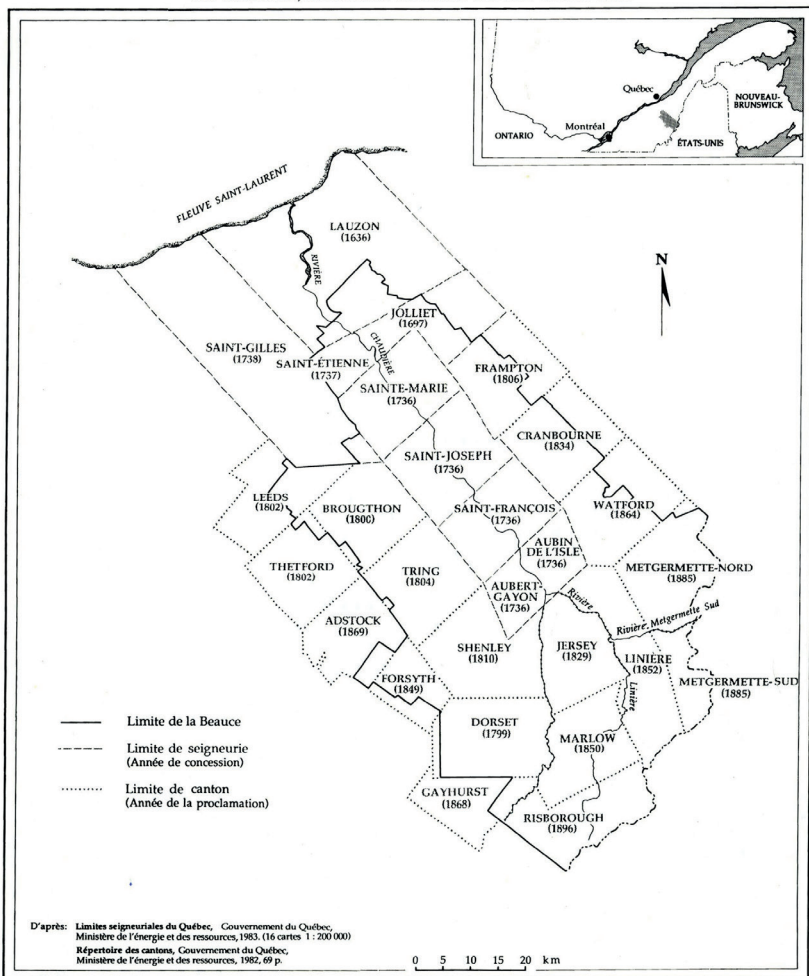 Québec
NOUVEAU-
BRUNSWICK
Montréal
ONTARIO
ÉTATS-UNIS
FLEUVE SAINT-LAURENT
LAUZON
(1636)
N
RIVIÈRE
CHAUDIÈRE
JOLLIET
(1697)
SAINT-GILLES
(1738)
SAINT-ÉTIENNE
(1737)
FRAMPTON
(1806)
SAINTE-MARIE
(1736)
CRANBOURNE
(1834)
SAINT-JOSEPH
(1736)
LEEDS
(1802)
BROUGTHON
(1800)
SAINT-FRANÇOIS
(1736)
WATFORD
(1864)
AUBIN
DE L'ISLE
(1736)
THETFORD
(1802)
TRING
(1804)
METGERMETTE-NORD
(1885)
AUBERT-
GAYON
(1736)
Rivière
Rivière Metgermette Sud
ADSTOCK
(1869)
SHENLEY
(1810)
JERSEY
(1829)
LINIÈRE
(1852)
METGERMETTE-SUD
(1885)
Linière
FORSYTH
(1849)
DORSET
(1799)
MARLOW
(1850)
GAYHURST
(1868)
RISBOROUGH
(1896)
Limite de la Beauce
Limite de seigneurie
(Année de concession)
Limite de canton
(Année de la proclamation)
D'après: Limites seigneuriales du Québec, Gouvernement du Québec,
Ministère de l'énergie et des ressources, 1983. (16 cartes 1 : 200 000)
Répertoire des cantons, Gouvernement du Québec,
Ministère de l'énergie et des ressources, 1982, 69 p.
0 5 10 15 20 km